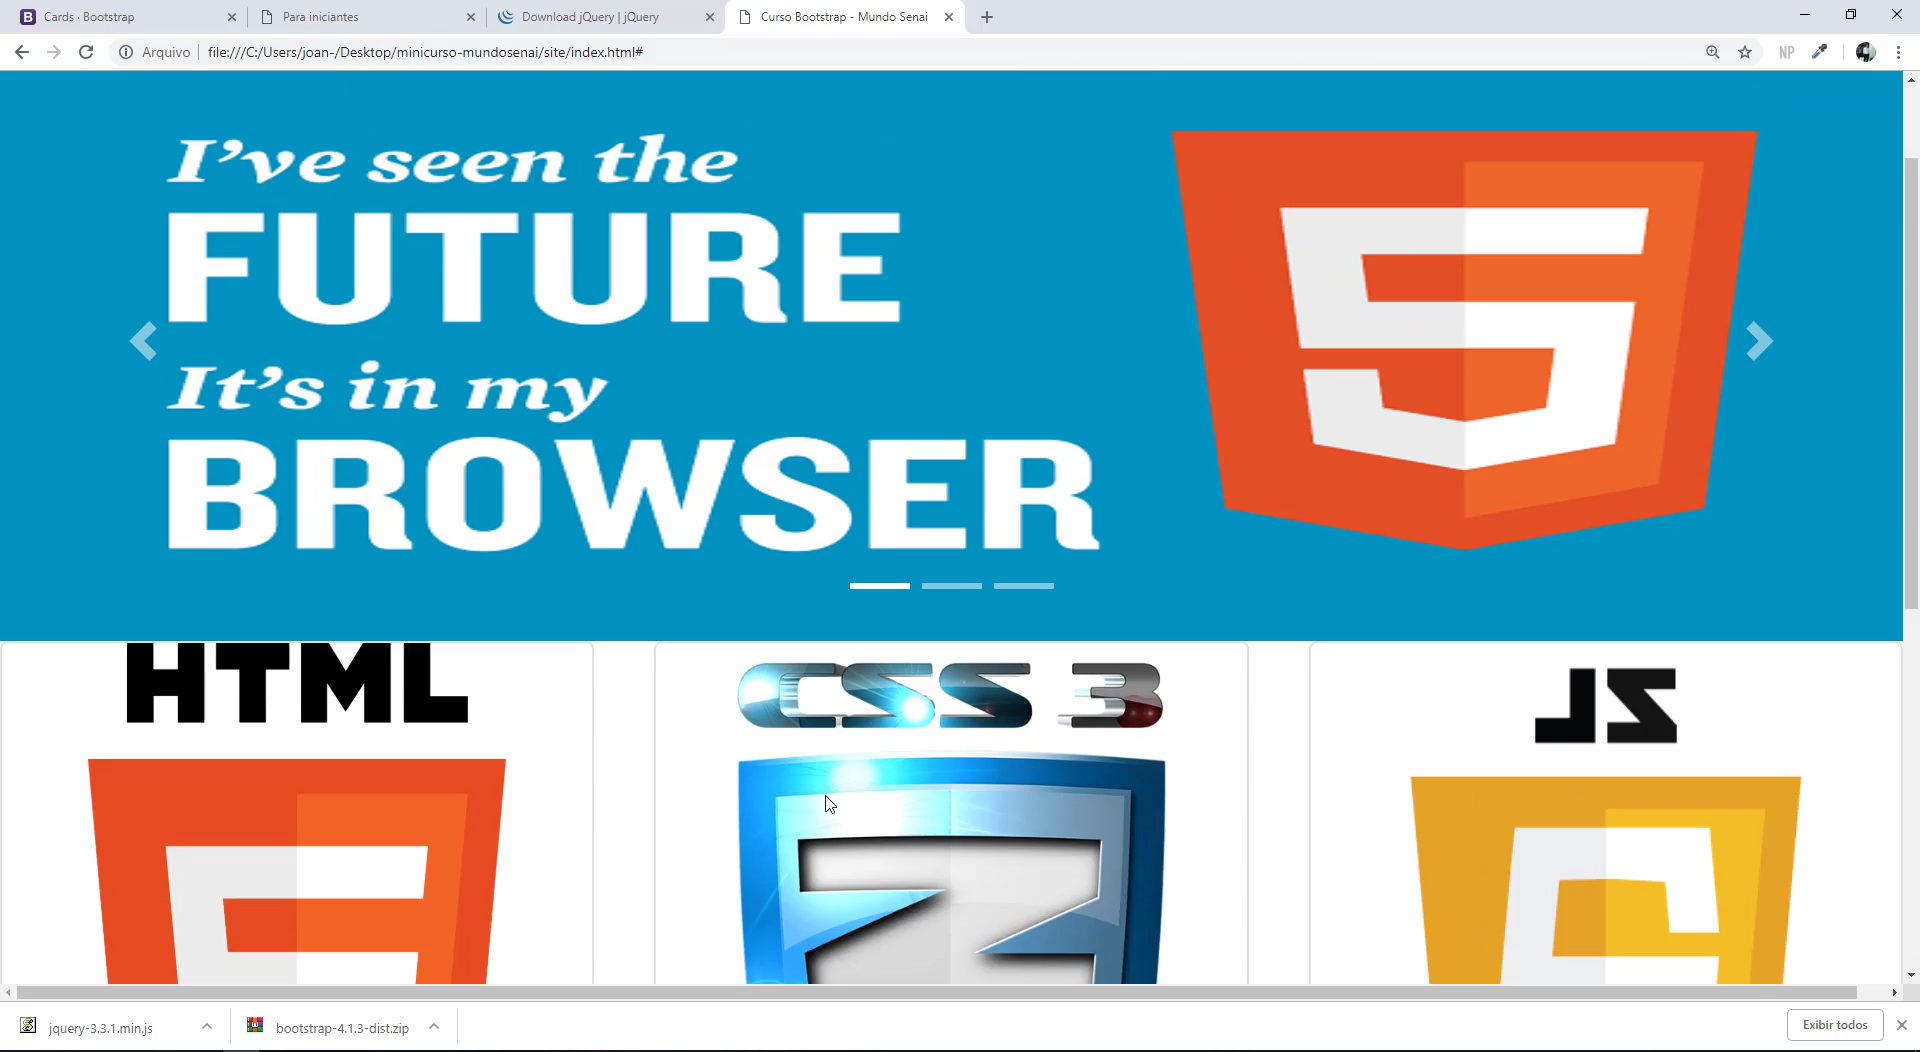 Cards · Bootstrap
Para iniciantes
Download jQuery | jQuery
Curso Bootstrap - Mundo Senai
Arquivo
file:///C:/Users/joan-/Desktop/minicurso-mundosenai/site/index.html#
NP
I've seen the
FUTURE
It's in my
BROWSER
HTML
CSS 3
JS
jquery-3.3.1.min.js
bootstrap-4.1.3-dist.zip
Exibir todos